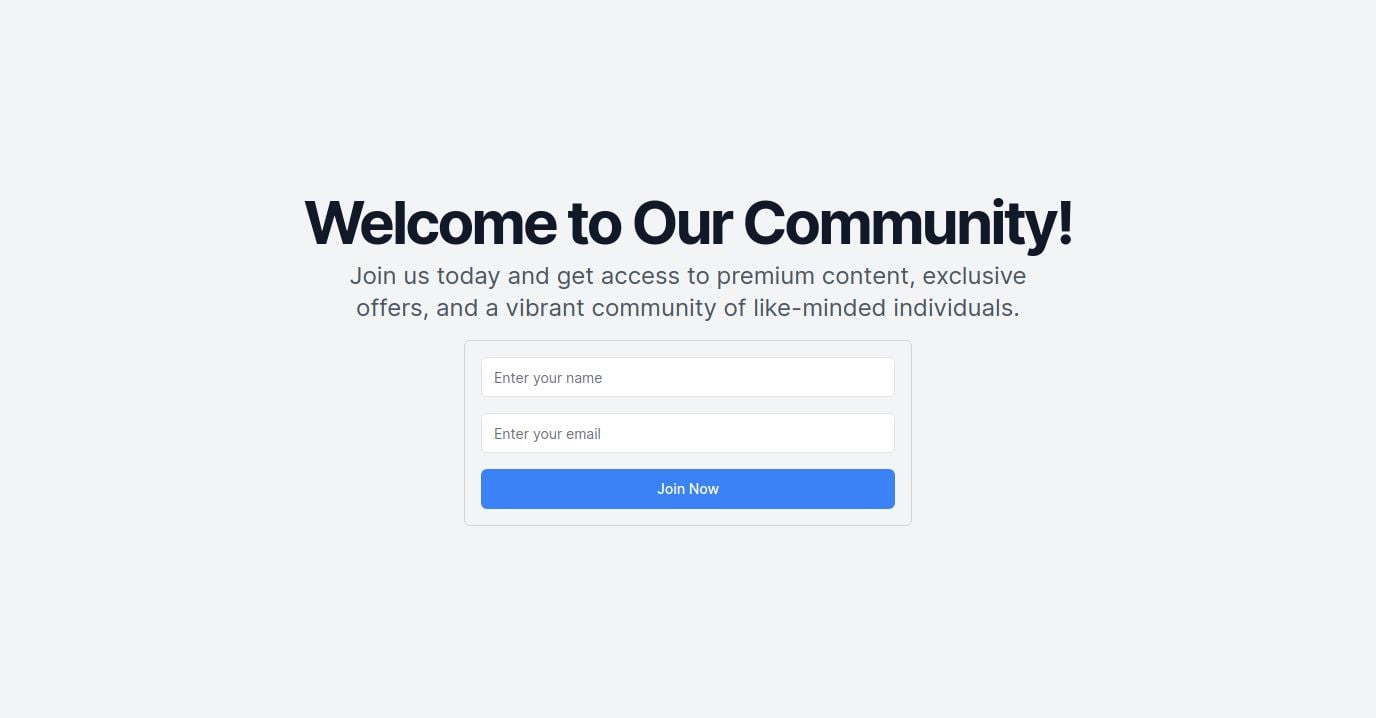 Welcome to Our Community!
Join us today and get access to premium content, exclusive
offers, and a vibrant community of like-minded individuals.
Enter your name
Enter your email
Join Now